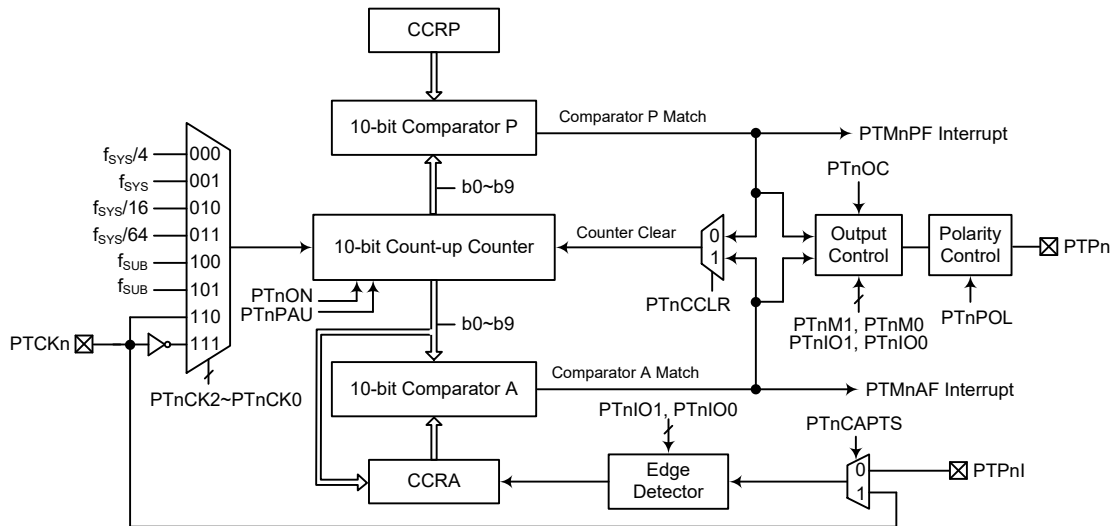 CCRP
10-bit Comparator P
Comparator P Match
PTMnPF Interrupt
fSYS/4
000
fSYS
001
fSYS/16
010
fSYS/64
011
fSUB
100
fSUB
101
110
111
PTCKn
PTnCK2~PTnCK0
b0~b9
10-bit Count-up Counter
Counter Clear
0
1
PTnCCLR
PTnOC
Output
Control
Polarity
Control
PTPn
PTnON
PTnPAU
PTnM1, PTnM0
PTnIO1, PTnIO0
PTnPOL
b0~b9
10-bit Comparator A
Comparator A Match
PTMnAF Interrupt
PTnIO1, PTnIO0
PTnCAPTS
CCRA
Edge
Detector
0
1
PTPnI